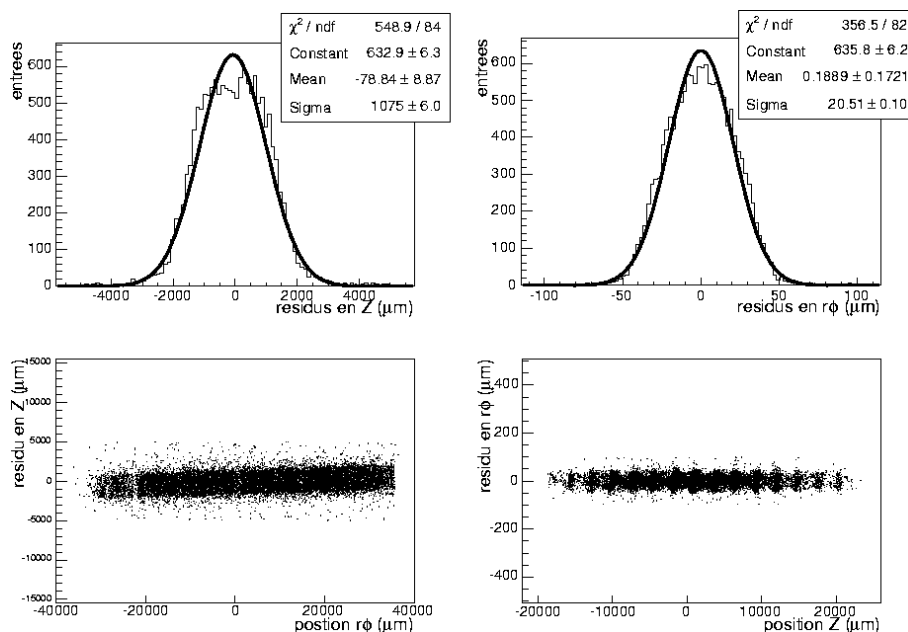 χ² / ndf 548.9 / 84
Constant 632.9 ± 6.3
Mean -78.84 ± 8.87
Sigma 1075 ± 6.0
entrees
600
500
400
300
200
100
0
-4000 -2000 0 2000 4000
residus en Z (μm)
χ² / ndf 356.5 / 82
Constant 635.8 ± 6.2
Mean 0.1889 ± 0.1721
Sigma 20.51 ± 0.10
entrees
600
500
400
300
200
100
0
-100 -50 0 50 100
residus en rϕ (μm)
residu en Z (μm)
15000
10000
5000
0
-5000
-10000
-15000
-40000 -20000 0 20000 40000
postion rϕ (μm)
residu en rϕ (μm)
400
200
0
-200
-400
-20000 -10000 0 10000 20000
position Z (μm)